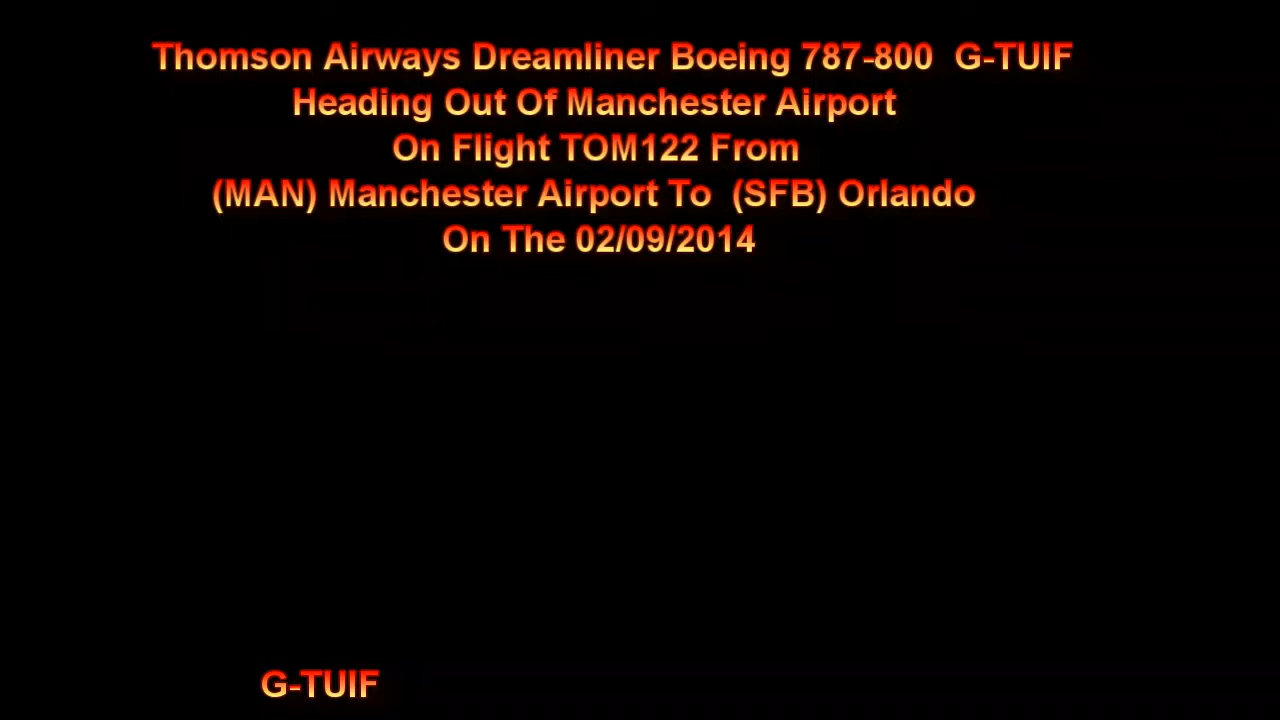 Thomson Airways Dreamliner Boeing 787-800  G-TUIF
Heading Out Of Manchester Airport
On Flight TOM122 From
(MAN) Manchester Airport To  (SFB) Orlando
On The 02/09/2014
G-TUIF